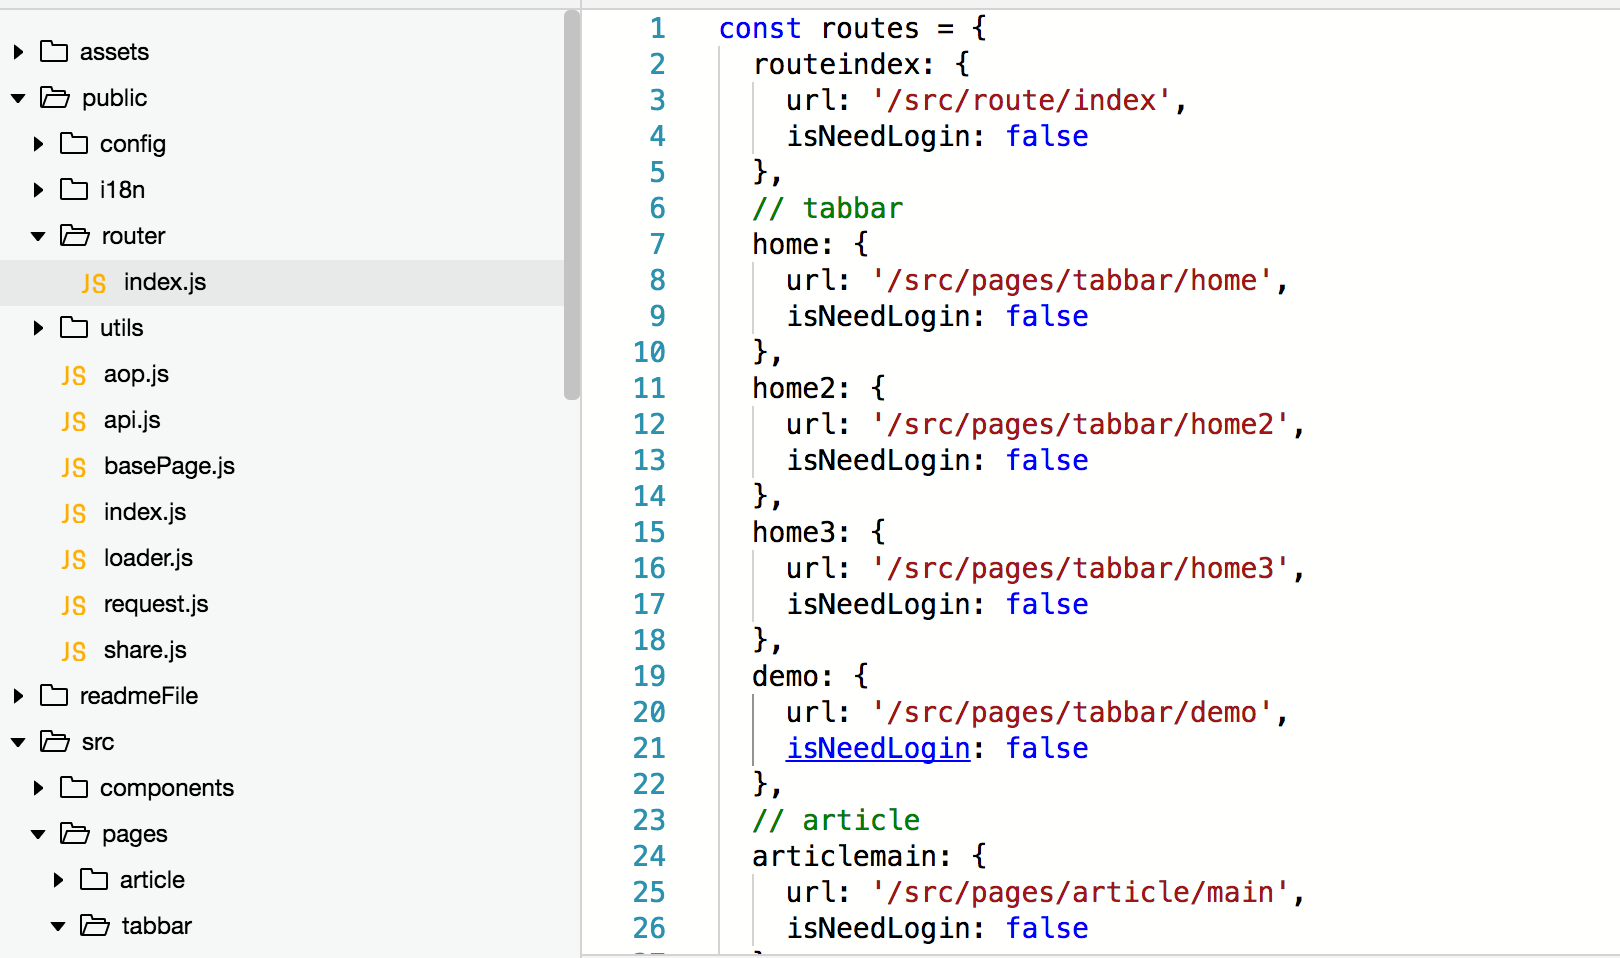 assets
public
config
i18n
router
JS index.js
utils
JS aop.js
JS api.js
JS basePage.js
JS index.js
JS loader.js
JS request.js
JS share.js
readmeFile
src
components
pages
article
tabbar
1 const routes = {
2 routeindex: {
3 url: '/src/route/index',
4 isNeedLogin: false
5 },
6 // tabbar
7 home: {
8 url: '/src/pages/tabbar/home',
9 isNeedLogin: false
10 },
11 home2: {
12 url: '/src/pages/tabbar/home2',
13 isNeedLogin: false
14 },
15 home3: {
16 url: '/src/pages/tabbar/home3',
17 isNeedLogin: false
18 },
19 demo: {
20 url: '/src/pages/tabbar/demo',
21 isNeedLogin: false
22 },
23 // article
24 articlemain: {
25 url: '/src/pages/article/main',
26 isNeedLogin: false